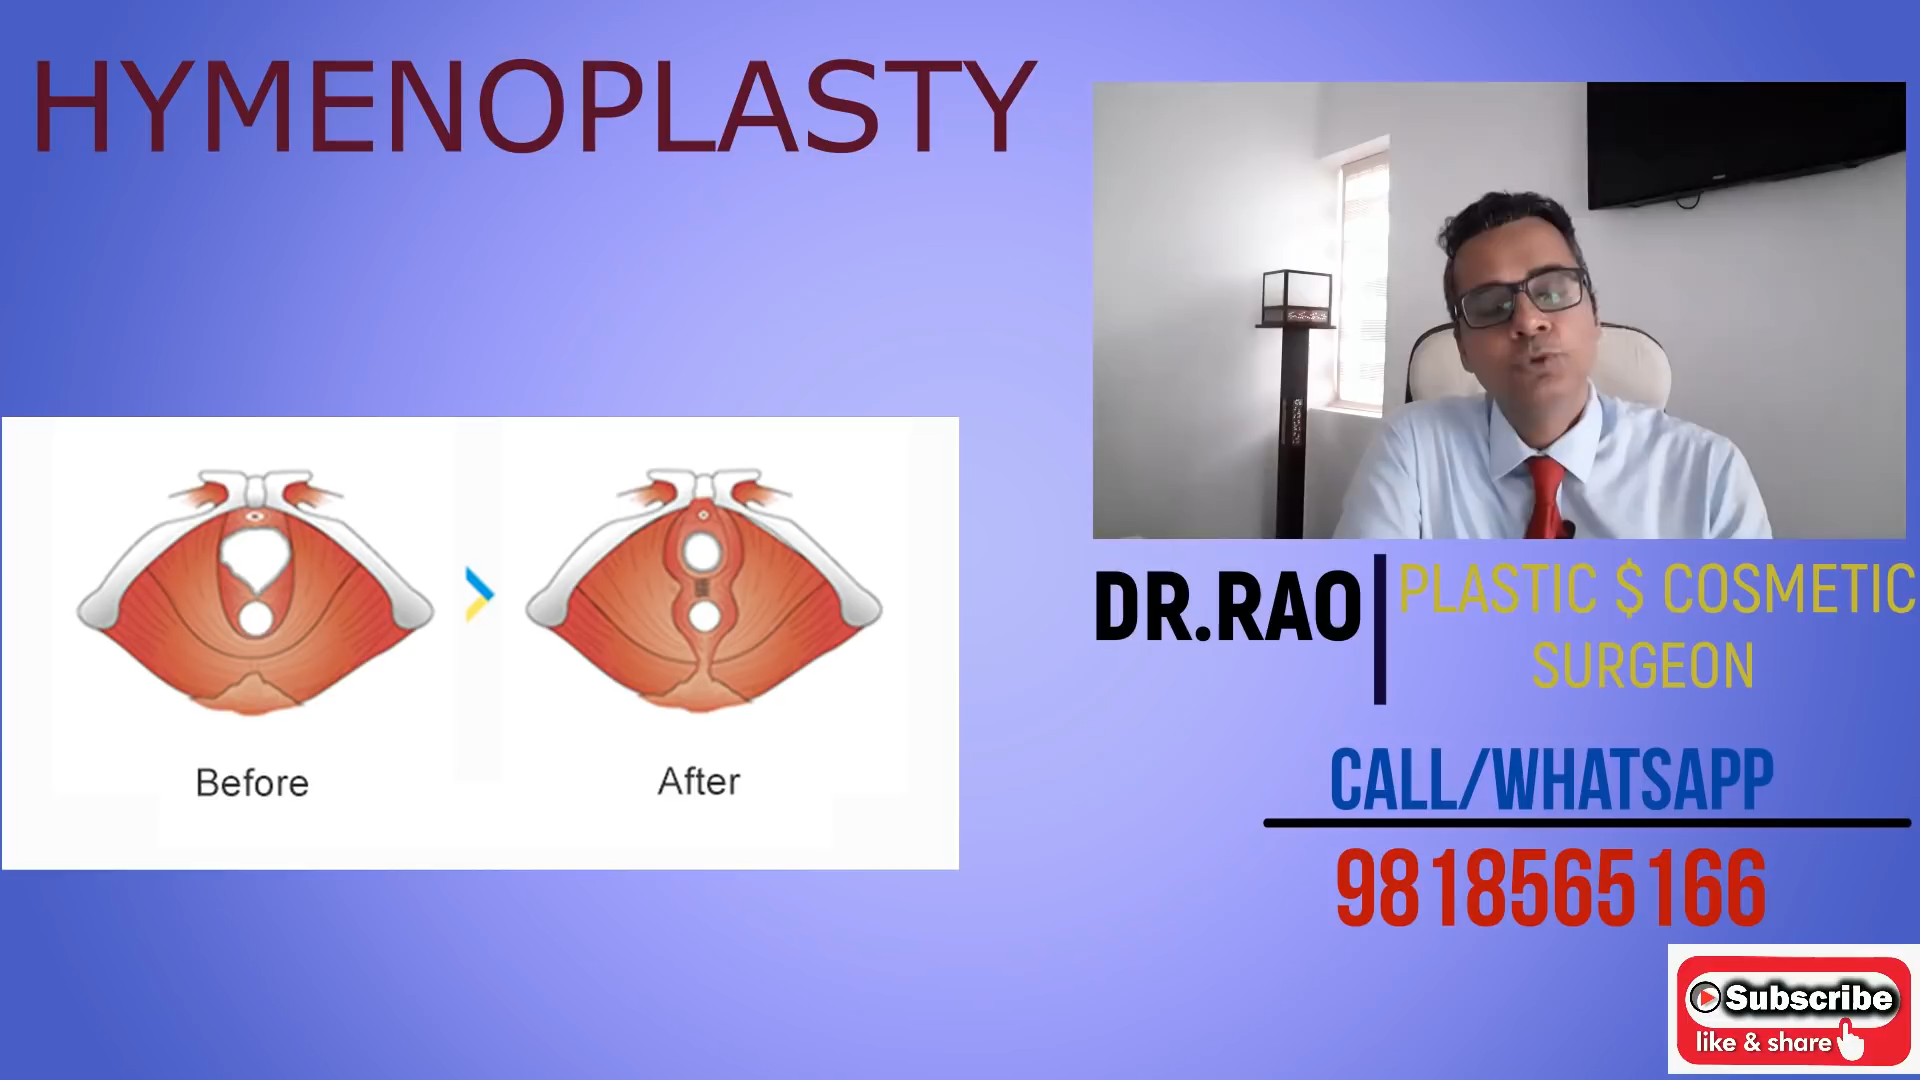 HYMENOPLASTY
Before
After
DR.RAO
PLASTIC $ COSMETIC
SURGEON
CALL/WHATSAPP
9818565166
Subscribe
like & share